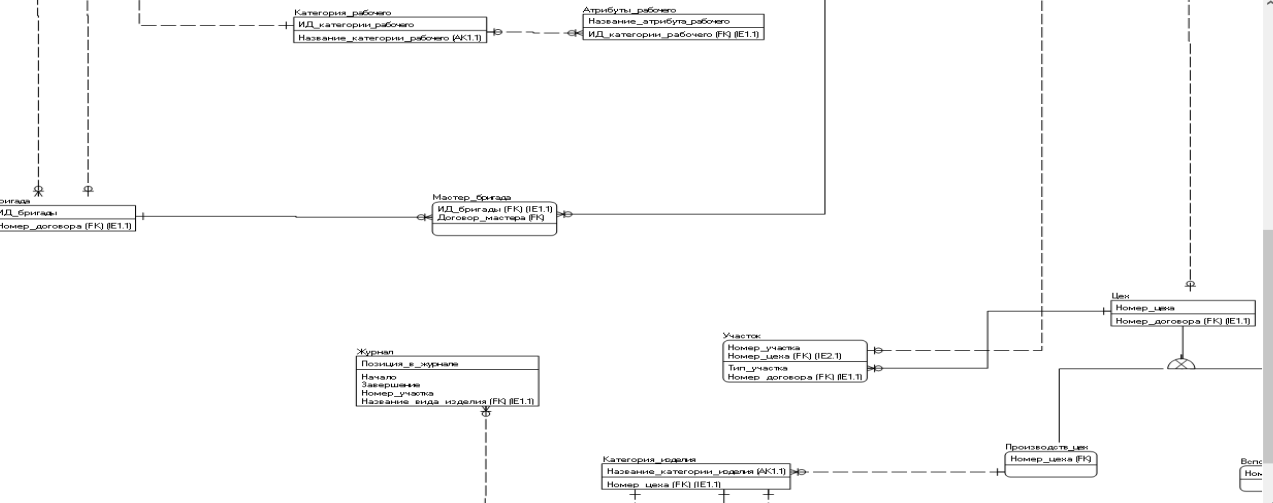 Категория_рабочего
ИД_категории_рабочего
Название_категории_рабочего (AK1.1)
Атрибуты_рабочего
Название_атрибута_рабочего
ИД_категории_рабочего (FK) (IE1.1)
ригада
ИД_бригады
Номер_договора (FK) (IE1.1)
Мастер_бригада
ИД_бригады (FK) (IE1.1)
Договор_мастера (FK)
Цех
Номер_цеха
Номер_договора (FK) (IE1.1)
Участок
Номер_участка
Номер_цеха (FK) (IE2.1)
Тип_участка
Номер_договора (FK) (IE1.1)
Журнал
Позиция_в_журнале
Начало
Завершение
Номер_участка
Название_вида_изделия (FK) (IE1.1)
Производств_цех
Номер_цеха (FK)
Категория_изделия
Название_категории_изделия (AK1.1)
Номер_цеха (FK) (IE1.1)
Вспо
Ном